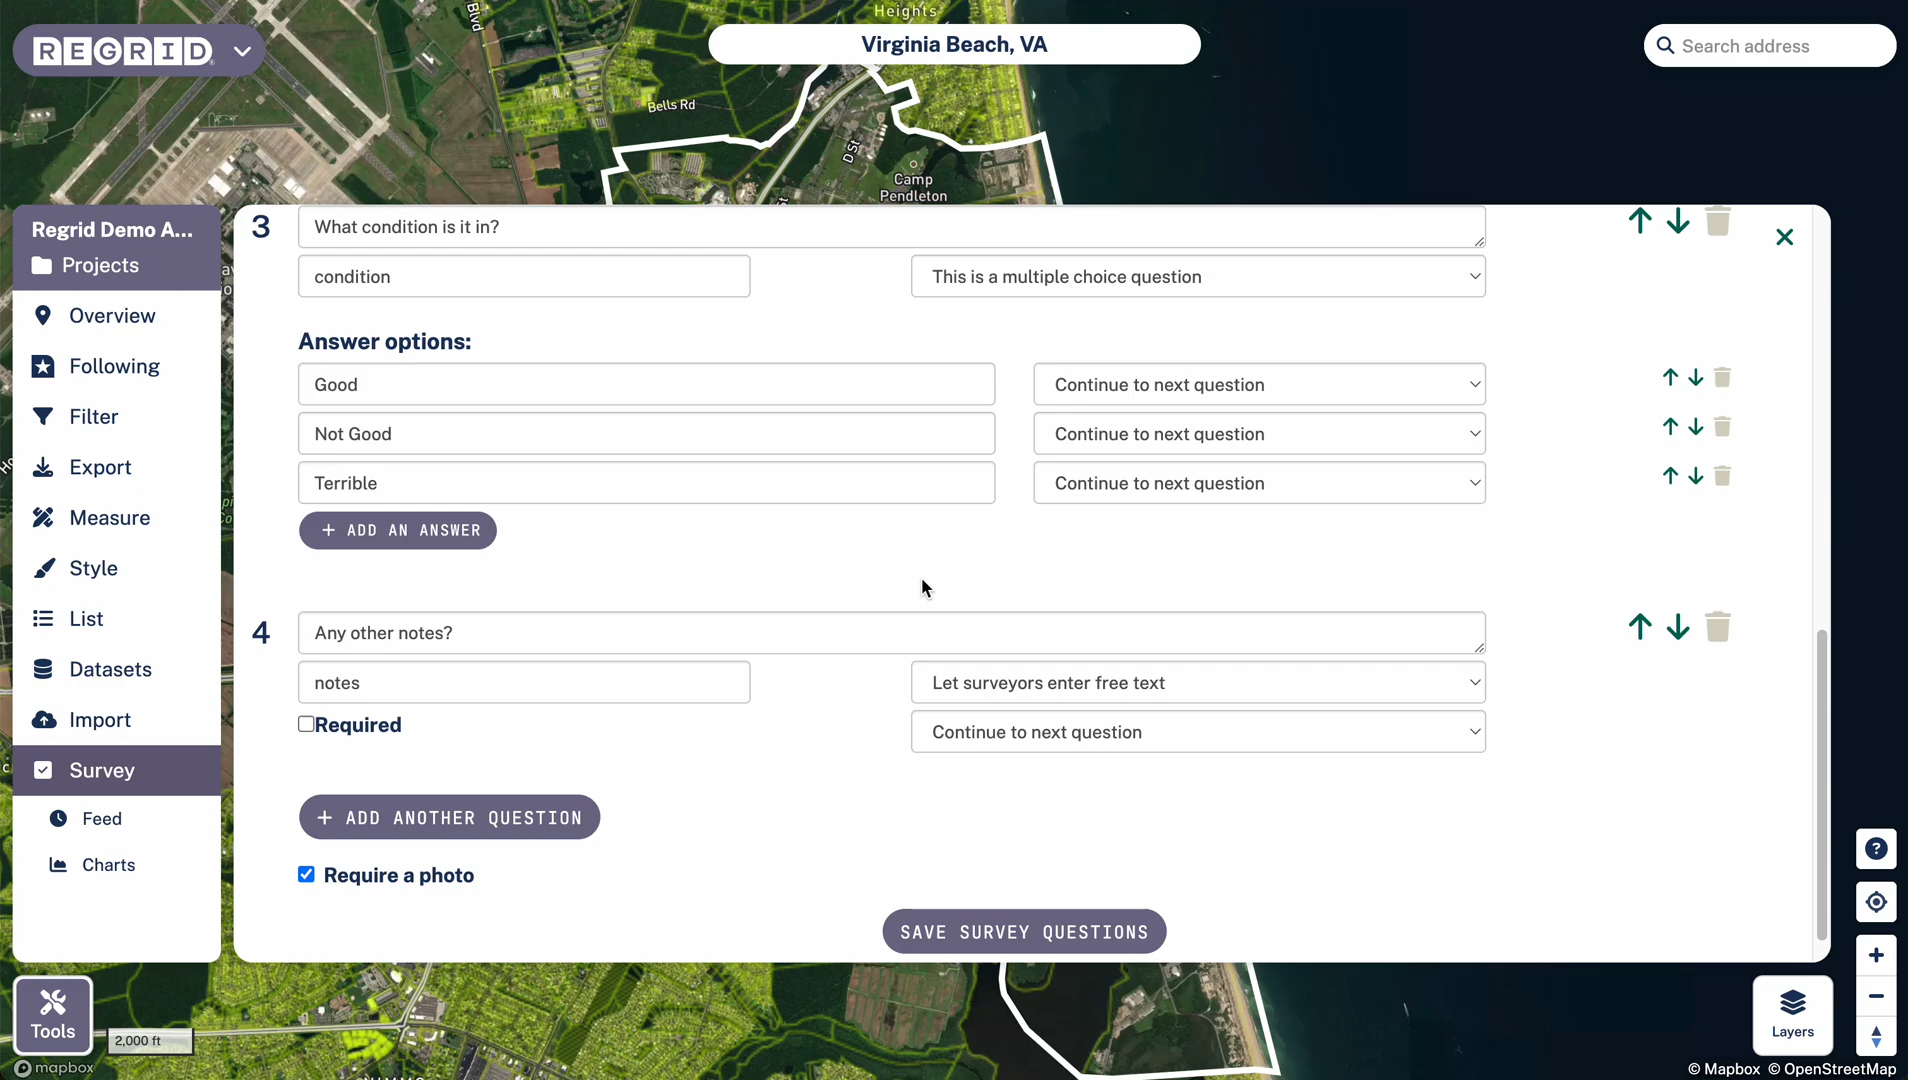 Heights
Blvd
REGRID
Virginia Beach, VA
Search address
Bells Rd
D St
Camp
Pendleton
Regrid Demo A...
Projects
Overview
Following
Filter
Export
Measure
Style
List
Datasets
Import
Survey
Feed
Charts
3
What condition is it in?
condition
This is a multiple choice question
Answer options:
Good
Continue to next question
Not Good
Continue to next question
Terrible
Continue to next question
+ ADD AN ANSWER
4
Any other notes?
notes
Let surveyors enter free text
Required
Continue to next question
+ ADD ANOTHER QUESTION
Require a photo
SAVE SURVEY QUESTIONS
Tools
2,000 ft
mapbox
Layers
© Mapbox © OpenStreetMap